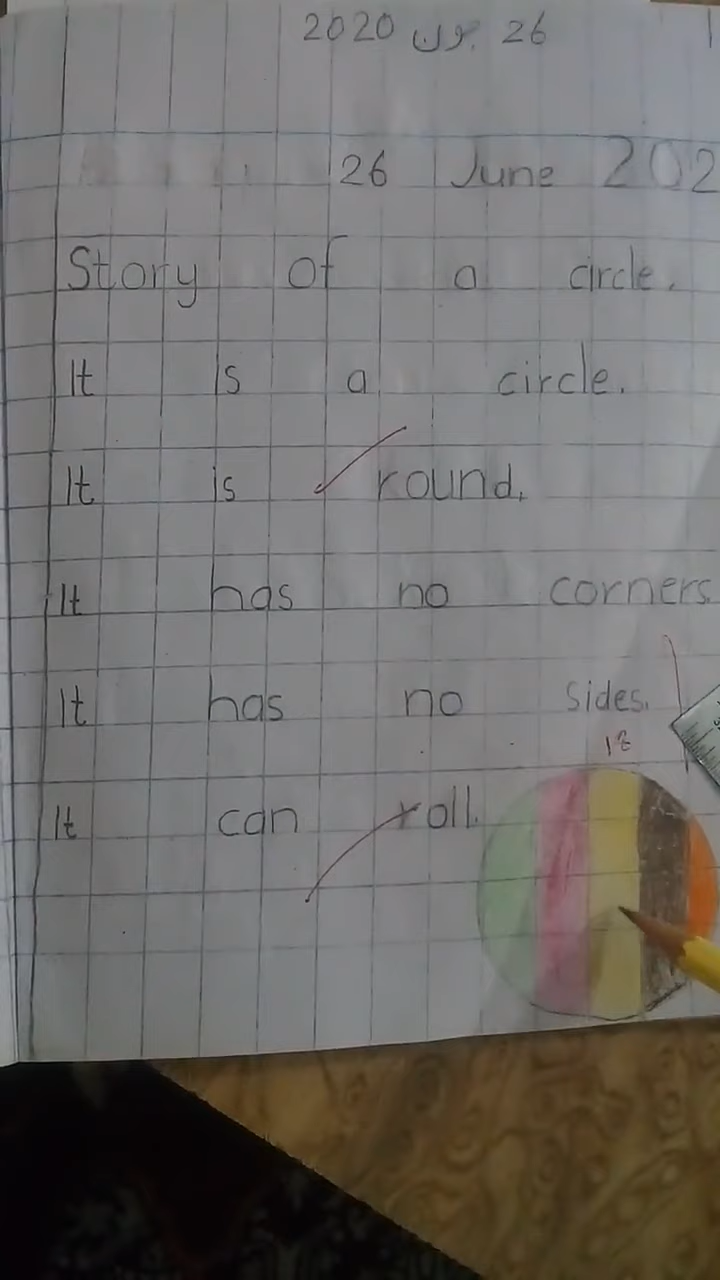 26 جون 2020
26 June 202
Story of a circle.
It is a circle.
It is round.
It has no corners.
It has no sides.
It can roll.